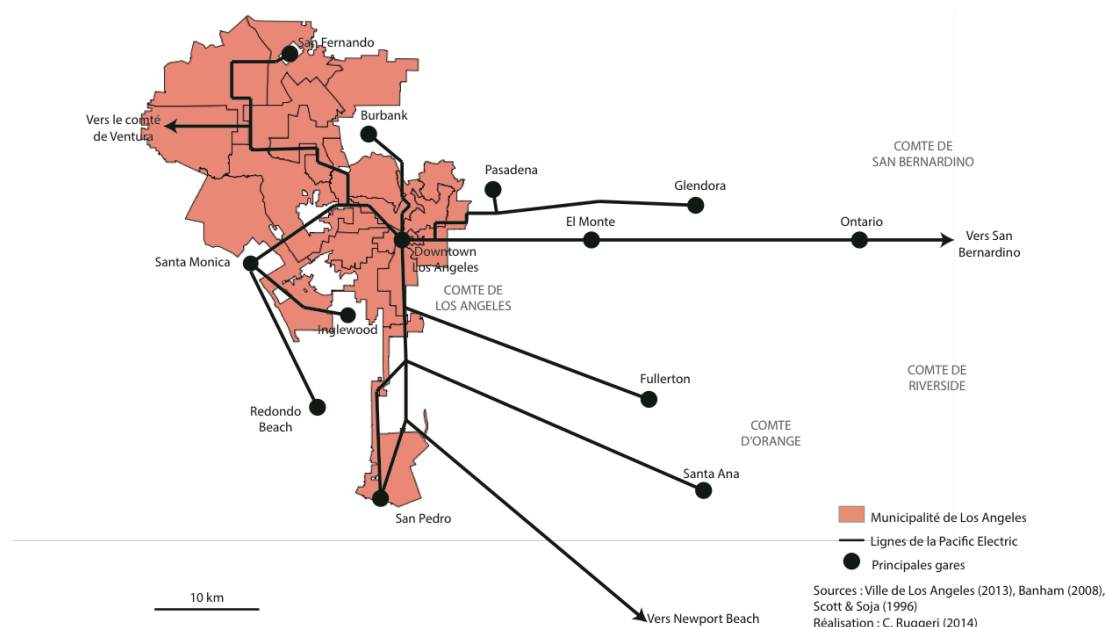 San Fernando
Vers le comté
de Ventura
Burbank
COMTE DE
SAN BERNARDINO
Pasadena
Glendora
El Monte
Ontario
Downtown
Los Angeles
Vers San
Bernardino
Santa Monica
COMTE DE
LOS ANGELES
Inglewood
COMTE DE
RIVERSIDE
Fullerton
Redondo
Beach
COMTE
D'ORANGE
Santa Ana
San Pedro
Municipalité de Los Angeles
Lignes de la Pacific Electric
Principales gares
10 km
Sources : Ville de Los Angeles (2013), Banham (2008),
Scott & Soja (1996)
Réalisation : C. Ruggeri (2014)
Vers Newport Beach